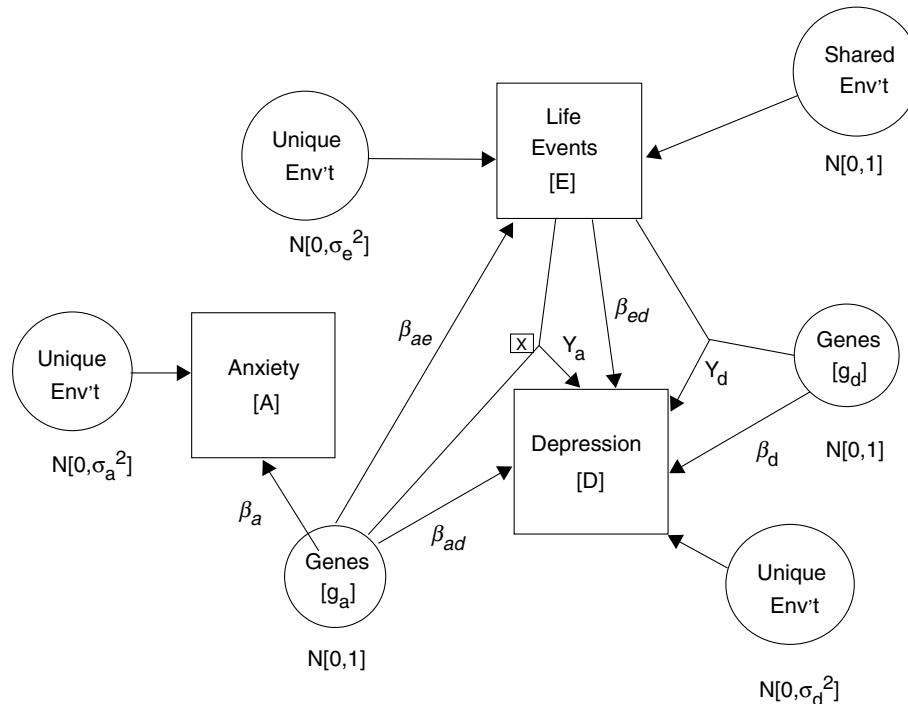 Shared
Env't
N[0,1]
Life
Events
[E]
Unique
Env't
N[0,σe²]
βae
βed
x
Ya
Yd
Genes
[gd]
N[0,1]
Unique
Env't
N[0,σa²]
Anxiety
[A]
Depression
[D]
βd
βa
βad
Genes
[ga]
N[0,1]
Unique
Env't
N[0,σd²]